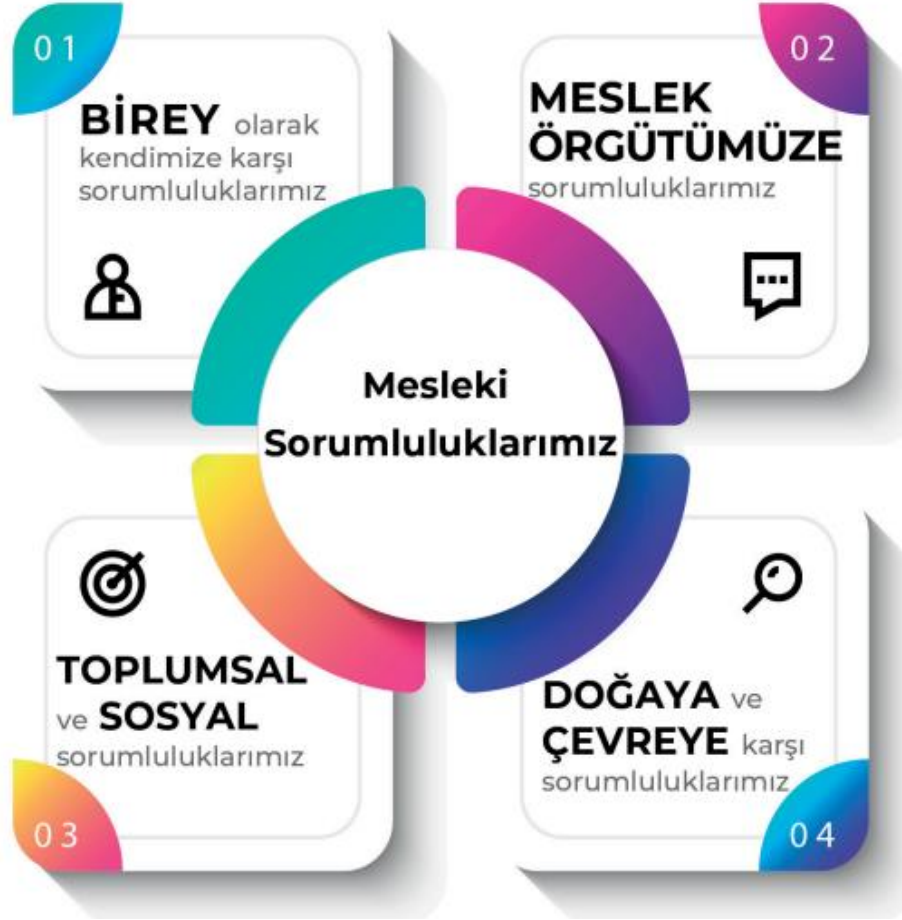 01
BİREY olarak
kendimize karşı
sorumluluklarımız
02
MESLEK
ÖRGÜTÜMÜZE
sorumluluklarımız
Mesleki
Sorumluluklarımız
TOPLUMSAL
ve SOSYAL
sorumluluklarımız
03
DOĞAYA ve
ÇEVREYE karşı
sorumluluklarımız
04